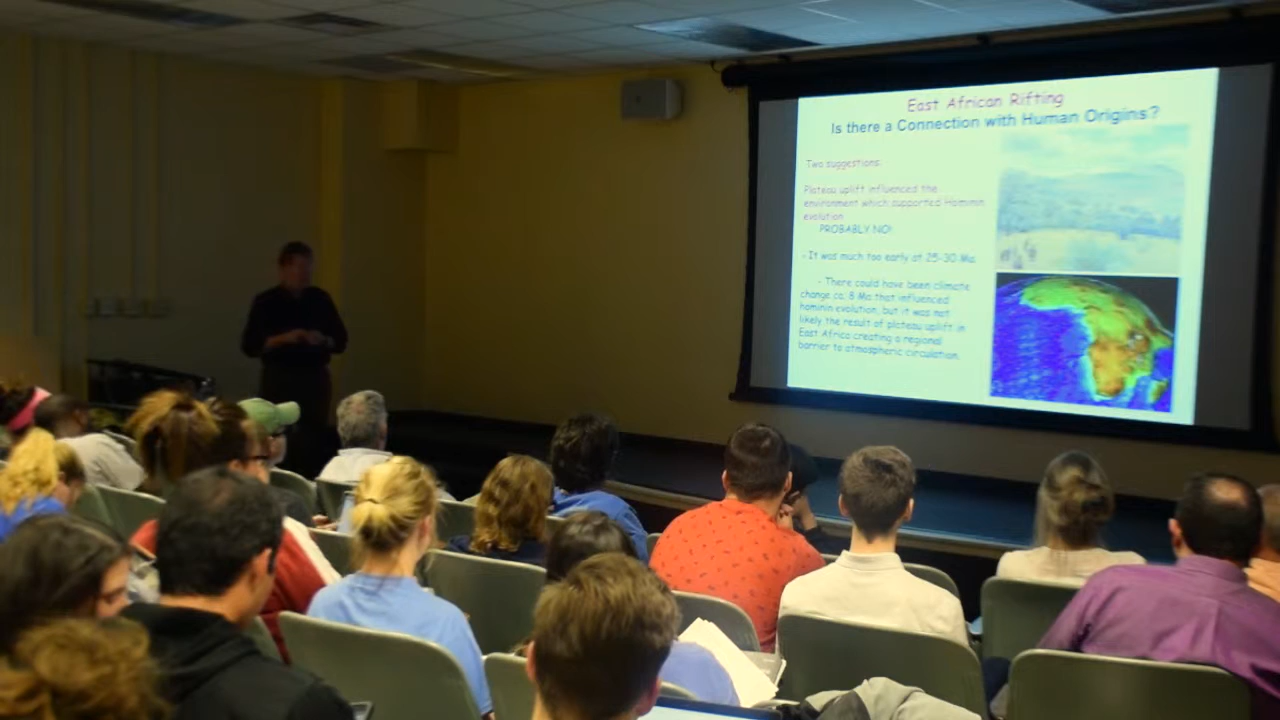 East African Rifting
Is there a Connection with Human Origins?
Two suggestions:
Plateau uplift influenced the
environment which supported Hominin
evolution
PROBABLY NO!
- It was much too early at 25-30 Ma
- There could have been climate
change ca. 8 Ma that influenced
hominin evolution, but it was not
likely the result of plateau uplift in
East Africa creating a regional
barrier to atmospheric circulation.